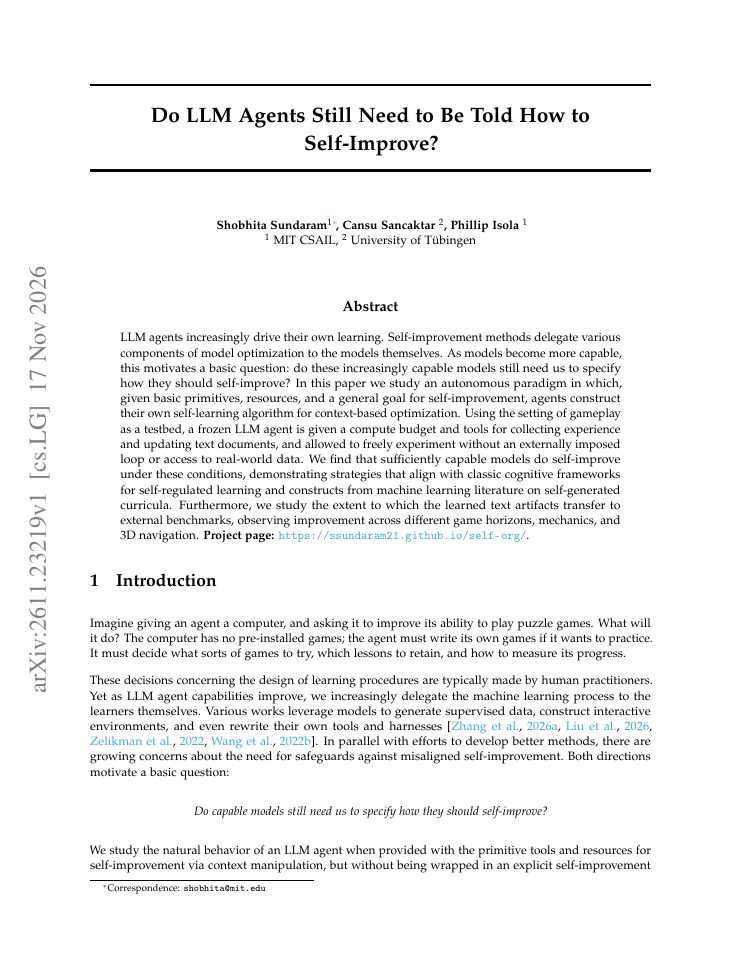 Do LLM Agents Still Need to Be Told How to
Self-Improve?
Shobhita Sundaram1*, Cansu Sancaktar 2, Phillip Isola 1
1 MIT CSAIL, 2 University of Tübingen
arXiv:2611.23219v1 [cs.LG] 17 Nov 2026
Abstract
LLM agents increasingly drive their own learning. Self-improvement methods delegate various
components of model optimization to the models themselves. As models become more capable,
this motivates a basic question: do these increasingly capable models still need us to specify
how they should self-improve? In this paper we study an autonomous paradigm in which,
given basic primitives, resources, and a general goal for self-improvement, agents construct
their own self-learning algorithm for context-based optimization. Using the setting of gameplay
as a testbed, a frozen LLM agent is given a compute budget and tools for collecting experience
and updating text documents, and allowed to freely experiment without an externally imposed
loop or access to real-world data. We find that sufficiently capable models do self-improve
under these conditions, demonstrating strategies that align with classic cognitive frameworks
for self-regulated learning and constructs from machine learning literature on self-generated
curricula. Furthermore, we study the extent to which the learned text artifacts transfer to
external benchmarks, observing improvement across different game horizons, mechanics, and
3D navigation. Project page: https://ssundaram21.github.io/self-org/.
1 Introduction
Imagine giving an agent a computer, and asking it to improve its ability to play puzzle games. What will
it do? The computer has no pre-installed games; the agent must write its own games if it wants to practice.
It must decide what sorts of games to try, which lessons to retain, and how to measure its progress.
These decisions concerning the design of learning procedures are typically made by human practitioners.
Yet as LLM agent capabilities improve, we increasingly delegate the machine learning process to the
learners themselves. Various works leverage models to generate supervised data, construct interactive
environments, and even rewrite their own tools and harnesses [Zhang et al., 2026a, Liu et al., 2026,
Zelikman et al., 2022, Wang et al., 2022b]. In parallel with efforts to develop better methods, there are
growing concerns about the need for safeguards against misaligned self-improvement. Both directions
motivate a basic question:
Do capable models still need us to specify how they should self-improve?
We study the natural behavior of an LLM agent when provided with the primitive tools and resources for
self-improvement via context manipulation, but without being wrapped in an explicit self-improvement
*Correspondence: shobhita@mit.edu